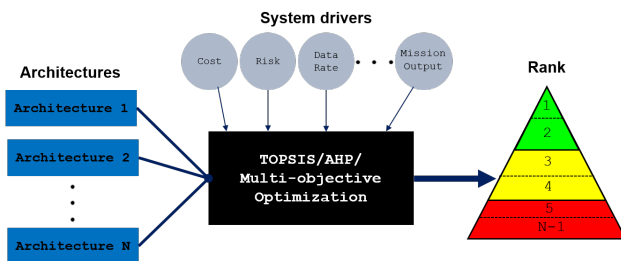 System drivers
Cost
Risk
Data
Rate
Mission
Output
Architectures
Architecture 1
Architecture 2
Architecture N
TOPSIS/AHP/
Multi-objective
Optimization
Rank
1
2
3
4
5
N-1